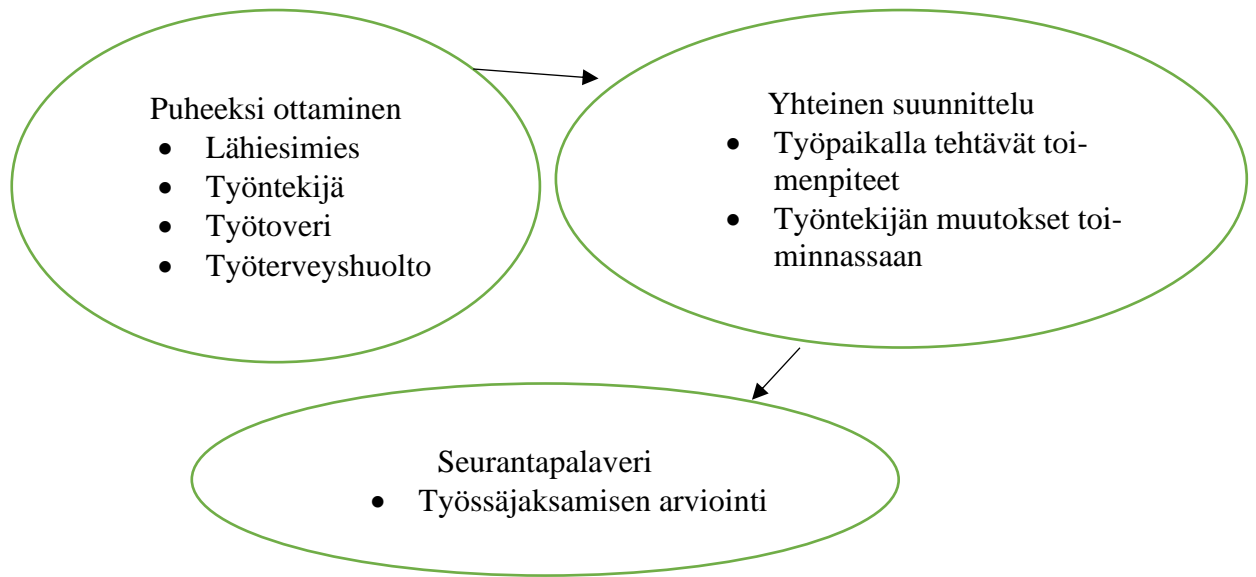 Puheeksi ottaminen
• Lähiesimies
• Työntekijä
• Työtoveri
• Työterveyshuolto
Yhteinen suunnittelu
• Työpaikalla tehtävät toi-
menpiteet
• Työntekijän muutokset toi-
minnassaan
Seurantapalaveri
• Työssäjaksamisen arviointi